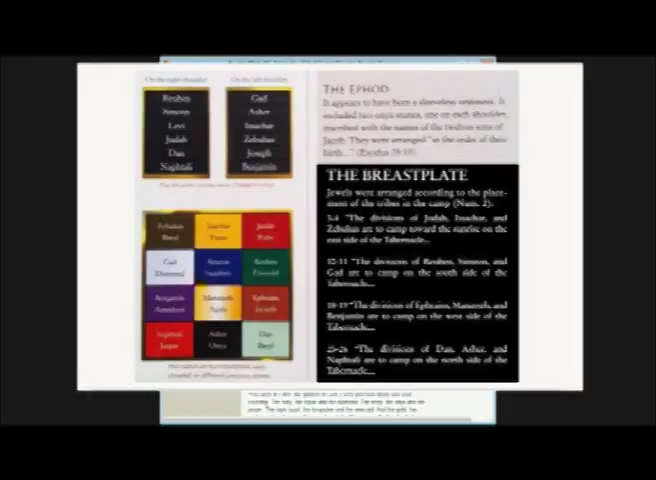 On the right shoulder
On the left shoulder
Reuben
Simeon
Levi
Judah
Dan
Naphtali
Gad
Asher
Issachar
Zebulun
Joseph
Benjamin
Zebulun
Beryl
Issachar
Topaz
Judah
Ruby
Gad
Diamond
Simeon
Sapphire
Reuben
Emerald
Benjamin
Amethyst
Manasseh
Agate
Ephraim
Jacinth
Naphtali
Jasper
Asher
Onyx
Dan
Beryl
THE EPHOD
It appears to have been a sleeveless vestment. It
included two onyx stones, one on each shoulder,
inscribed with the names of the twelve sons of
Jacob. They were arranged "in the order of their
birth..." (Exodus 28:10)
THE BREASTPLATE
Jewels were arranged according to the place-
ment of the tribes in the camp (Num. 2):
3-4 "The divisions of Judah, Issachar, and
Zebulun are to camp toward the sunrise on the
east side of the Tabernacle...
10-11 "The divisions of Reuben, Simeon, and
Gad are to camp on the south side of the
Tabernacle....
18-19 "The divisions of Ephraim, Manasseh, and
Benjamin are to camp on the west side of the
Tabernacle....
25-26 "The divisions of Dan, Asher, and
Naphtali are to camp on the north side of the
Tabernacle....